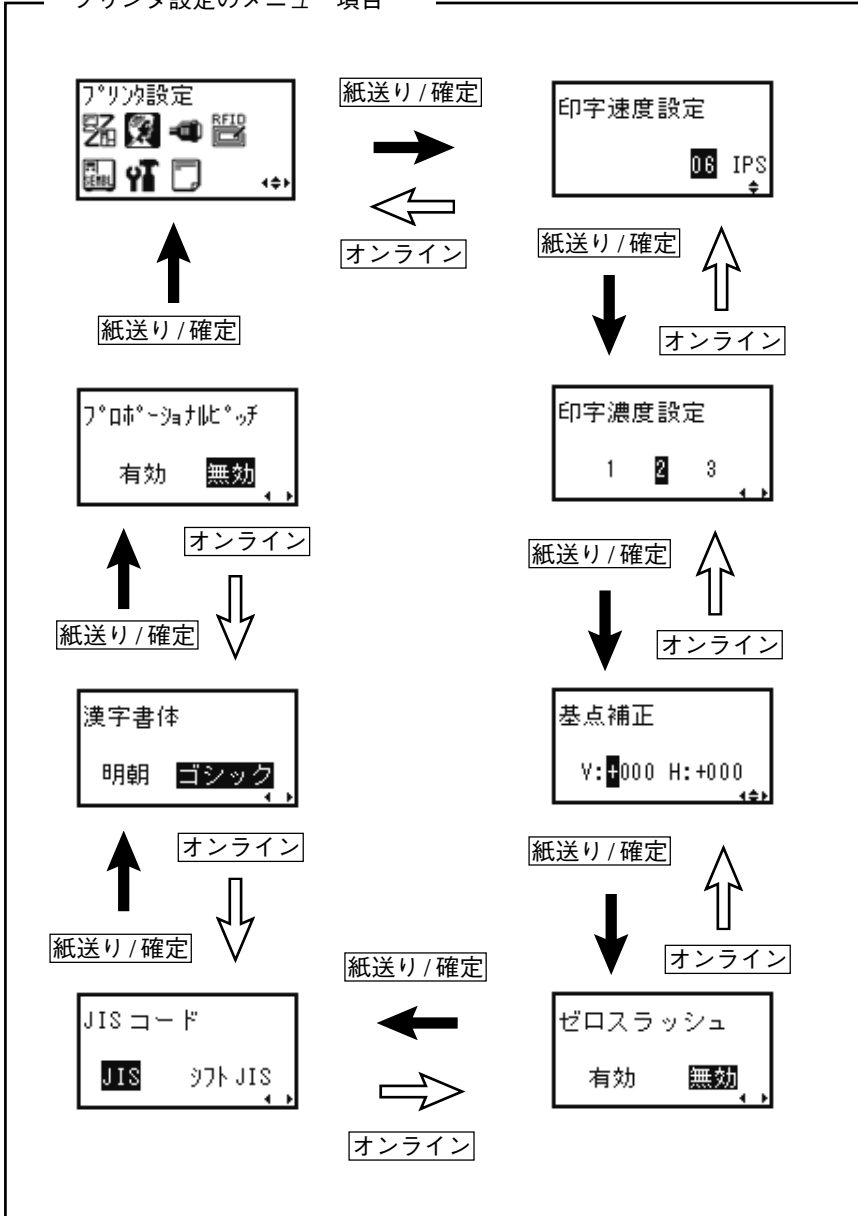 プリンタ設定のメニュー項目
ﾌﾟﾘﾝﾀ設定
RFID
SEMBL
紙送り/確定
オンライン
印字速度設定
06 IPS
紙送り/確定
オンライン
印字濃度設定
1 2 3
紙送り/確定
オンライン
基点補正
V:+000 H:+000
紙送り/確定
オンライン
ゼロスラッシュ
有効 無効
紙送り/確定
オンライン
JISコード
JIS ｼﾌﾄJIS
紙送り/確定
オンライン
漢字書体
明朝 ゴシック
紙送り/確定
オンライン
ﾌﾟﾛﾎﾟｰｼｮﾅﾙﾋﾟｯﾁ
有効 無効
紙送り/確定